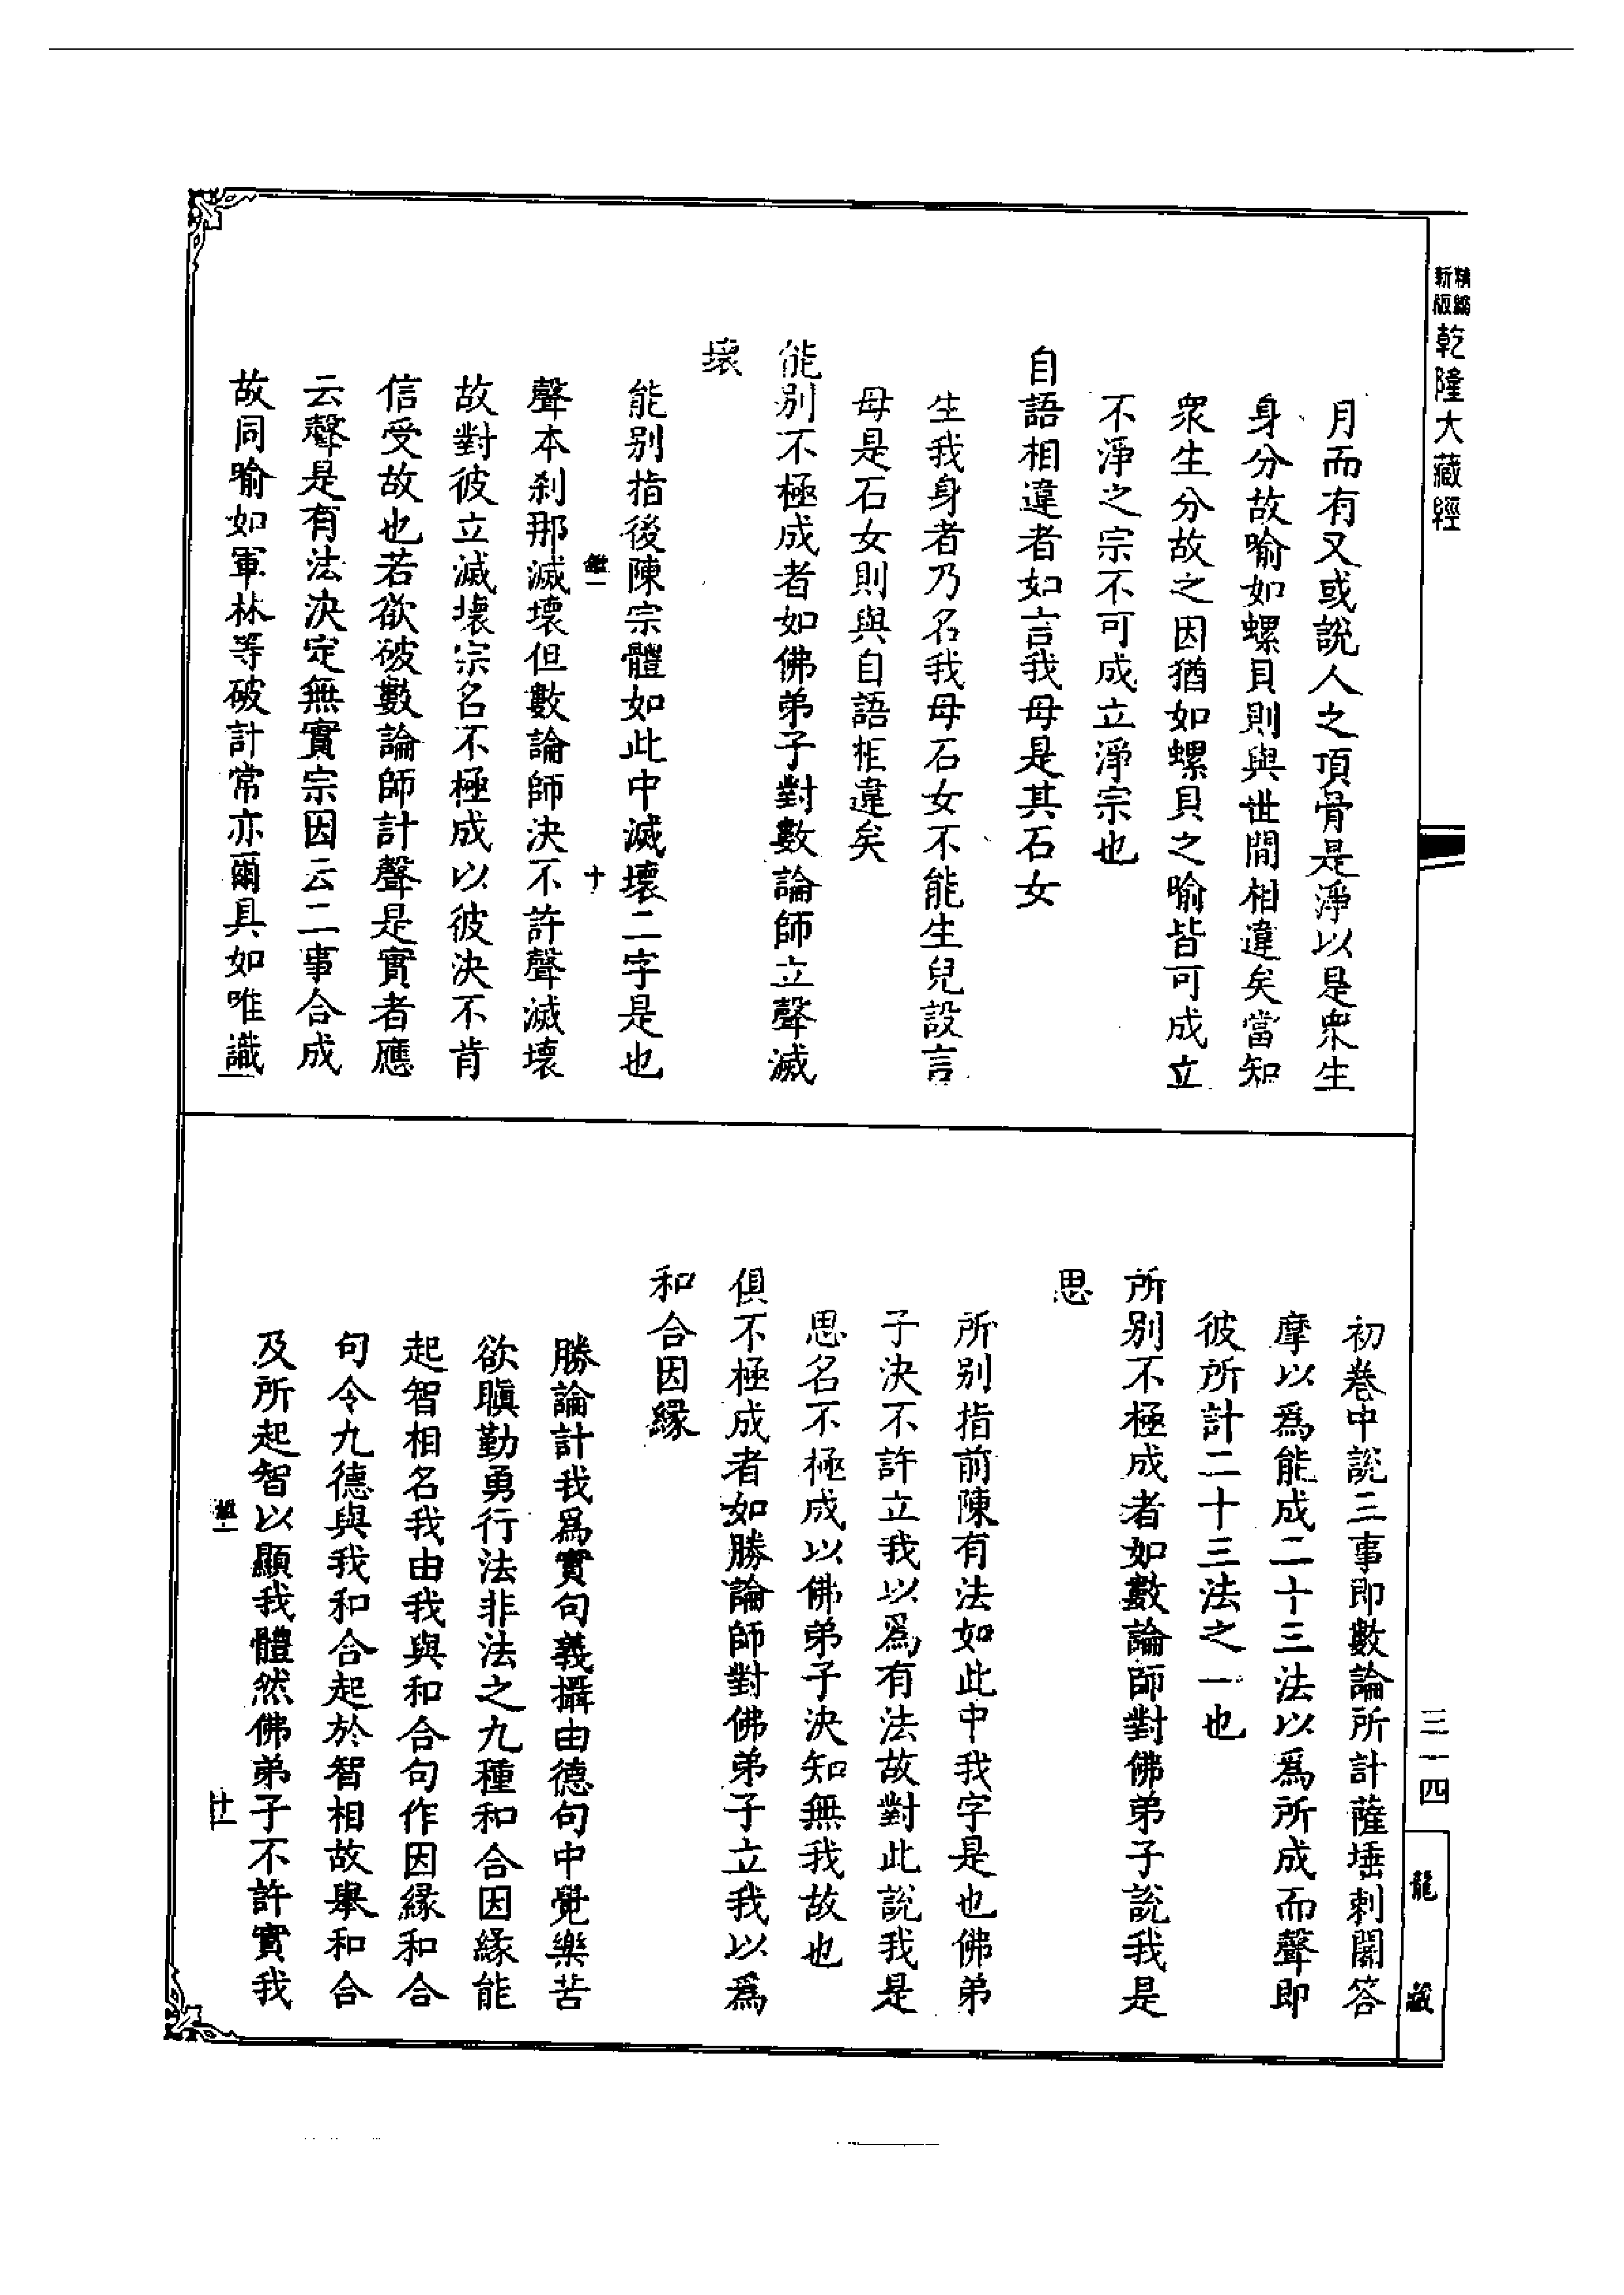 精縮
新版
乾隆大藏經
月而有又或說人之頂骨是淨以是衆生
身分故喻如螺貝則與世間相違矣當知
衆生分故之因猶如螺貝之喻皆可成立
不淨之宗不可成立淨宗也
自語相違者如言我母是其石女
生我身者乃名我母石女不能生兒設言
母是石女則與自語相違矣
能別不極成者如佛弟子對數論師立聲滅
壞
能別指後陳宗體如此中滅壞二字是也
十
聲本剎那滅壞但數論師決不許聲滅壞
故對彼立滅壞宗名不極成以彼決不肯
信受故也若欲破數論師計聲是實者應
云聲是有法決定無實宗因云二事合成
故同喻如軍林等破計常亦爾具如唯識
三一四
龍藏
初卷中說三事即數論所計薩埵剌闍答
摩以爲能成二十三法以爲所成而聲即
彼所計二十三法之一也
所別不極成者如數論師對佛弟子說我是
思
所別指前陳有法如此中我字是也佛弟
子決不許立我以爲有法故對此說我是
思名不極成以佛弟子決知無我故也
俱不極成者如勝論師對佛弟子立我以爲
和合因緣
勝論計我爲實句義攝由德句中覺樂苦
欲瞋勤勇行法非法之九種和合因緣能
起智相名我由我與和合句作因緣和合
句令九德與我和合起於智相故舉和合
及所起智以顯我體然佛弟子不許實我
十一